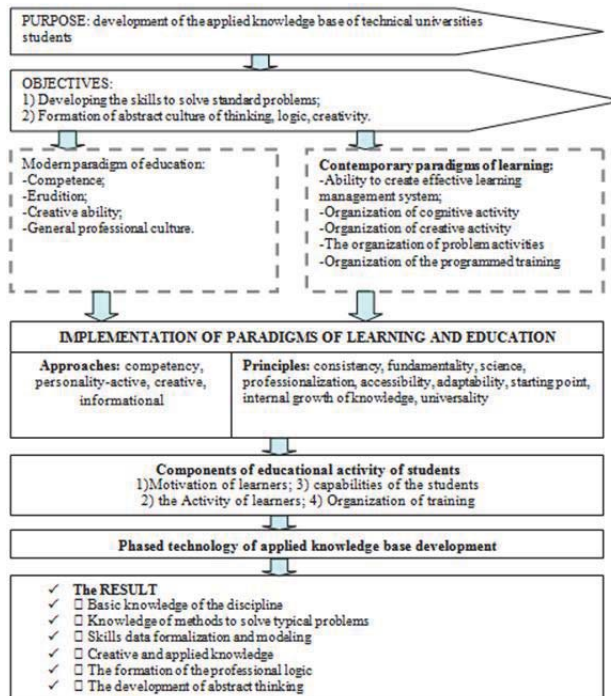 PURPOSE: development of the applied knowledge base of technical universities
students
OBJECTIVES:
1) Developing the skills to solve standard problems;
2) Formation of abstract culture of thinking, logic, creativity.
Modern paradigm of education:
-Competence;
-Erudition;
-Creative ability;
-General professional culture.
Contemporary paradigms of learning:
-Ability to create effective learning
management system;
-Organization of cognitive activity
-Organization of creative activity
-The organization of problem activities
-Organization of the programmed training
IMPLEMENTATION OF PARADIGMS OF LEARNING AND EDUCATION
Approaches: competency,
personality-active, creative,
informational
Principles: consistency, fundamentality, science,
professionalization, accessibility, adaptability, starting point,
internal growth of knowledge, universality
Components of educational activity of students
1)Motivation of learners; 3) capabilities of the students
2) the Activity of learners; 4) Organization of training
Phased technology of applied knowledge base development
✓ The RESULT
✓ □ Basic knowledge of the discipline
✓ □ Knowledge of methods to solve typical problems
✓ □ Skills data formalization and modeling
✓ □ Creative and applied knowledge
✓ □ The formation of the professional logic
✓ □ The development of abstract thinking